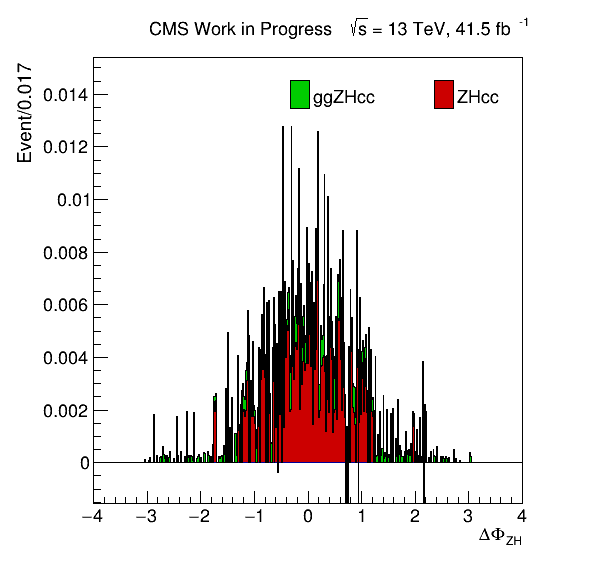 CMS Work in Progress √s = 13 TeV, 41.5 fb -1
Event/0.017
ggZHcc ZHcc
0.014
0.012
0.01
0.008
0.006
0.004
0.002
0
−4 −3 −2 −1 0 1 2 3 4
ΔΦZH